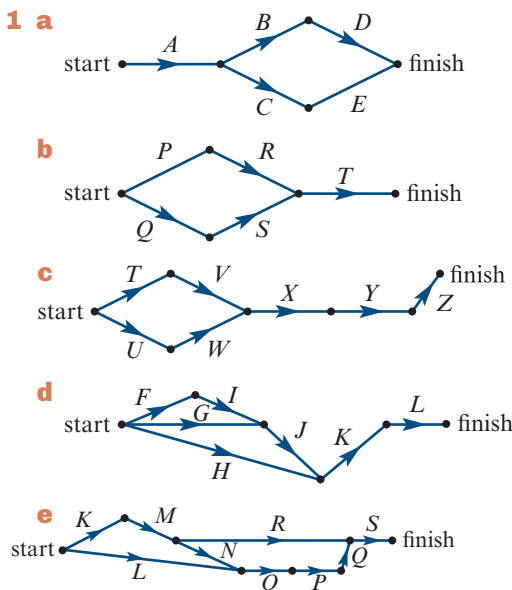 1 a
A B D
start finish
C E
b
P R
T
start finish
Q S
c
finish
T V X Y
Z
start
U W
d
F I
G L
start J K finish
H
e
K M R S
start N Q finish
L O P